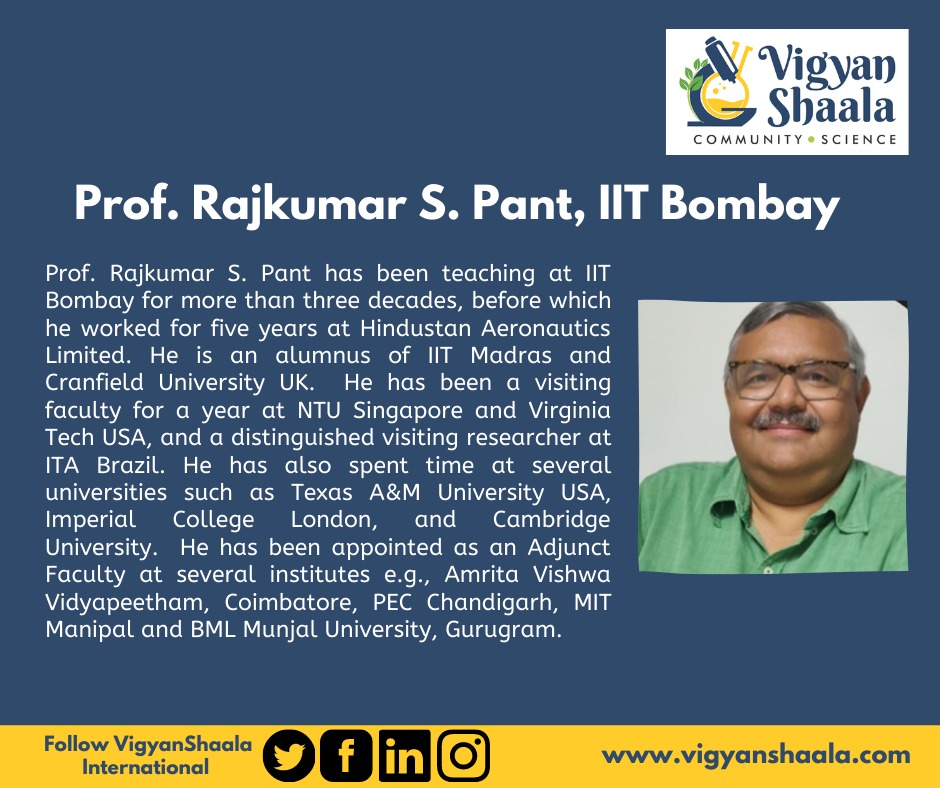 Vigyan
Shaala
COMMUNITY • SCIENCE
Prof. Rajkumar S. Pant, IIT Bombay
Prof. Rajkumar S. Pant has been teaching at IIT
Bombay for more than three decades, before which
he worked for five years at Hindustan Aeronautics
Limited. He is an alumnus of IIT Madras and
Cranfield University UK. He has been a visiting
faculty for a year at NTU Singapore and Virginia
Tech USA, and a distinguished visiting researcher at
ITA Brazil. He has also spent time at several
universities such as Texas A&M University USA,
Imperial College London, and Cambridge
University. He has been appointed as an Adjunct
Faculty at several institutes e.g., Amrita Vishwa
Vidyapeetham, Coimbatore, PEC Chandigarh, MIT
Manipal and BML Munjal University, Gurugram.
Follow VigyanShaala
International
www.vigyanshaala.com